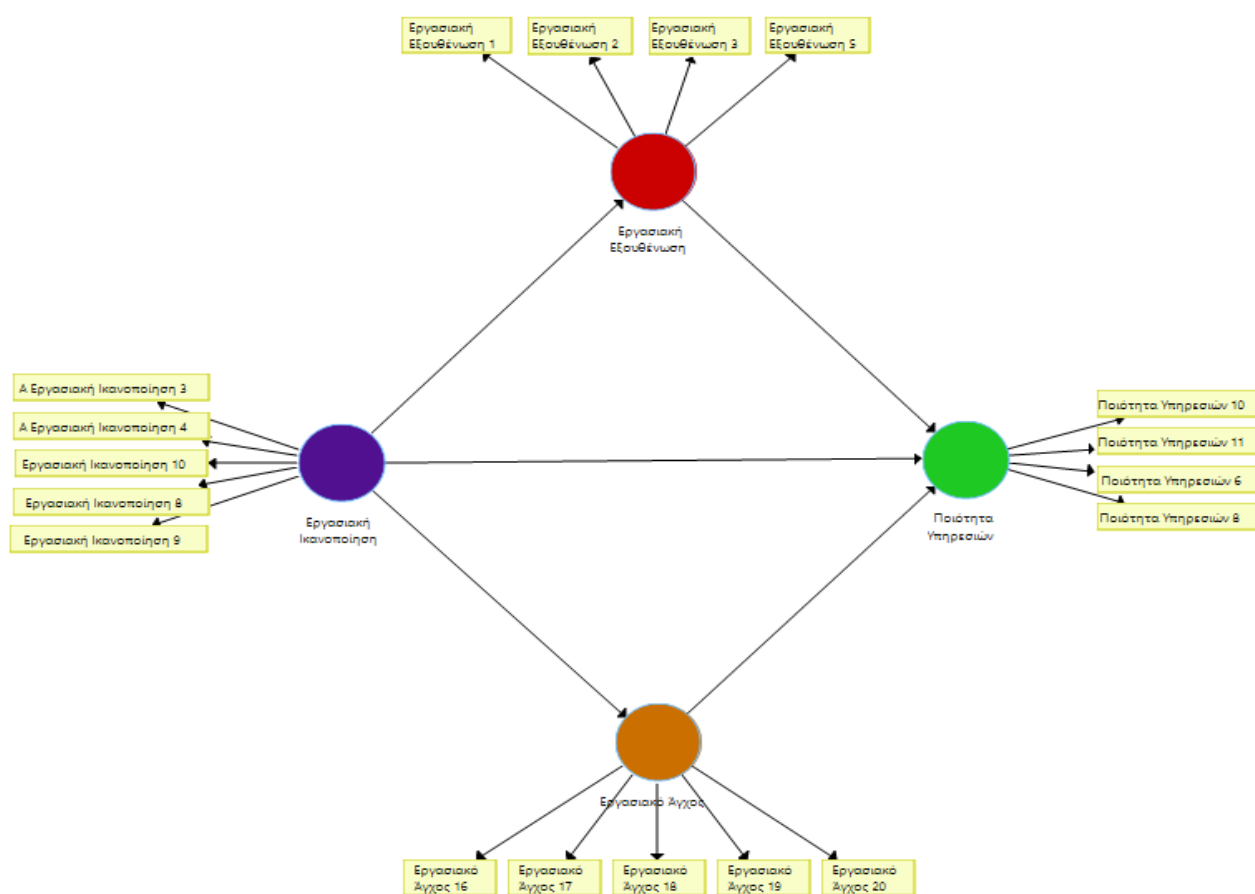 Εργασιακή
Εξουθένωση 1
Εργασιακή
Εξουθένωση 2
Εργασιακή
Εξουθένωση 3
Εργασιακή
Εξουθένωση 5
Εργασιακή
Εξουθένωση
Α Εργασιακή Ικανοποίηση 3
Α Εργασιακή Ικανοποίηση 4
Εργασιακή Ικανοποίηση 10
Εργασιακή Ικανοποίηση 8
Εργασιακή Ικανοποίηση 9
Εργασιακή
Ικανοποίηση
Ποιότητα Υπηρεσιών 10
Ποιότητα Υπηρεσιών 11
Ποιότητα Υπηρεσιών 6
Ποιότητα Υπηρεσιών 8
Ποιότητα
Υπηρεσιών
Εργασιακό Άγχος
Εργασιακό
Άγχος 16
Εργασιακό
Άγχος 17
Εργασιακό
Άγχος 18
Εργασιακό
Άγχος 19
Εργασιακό
Άγχος 20